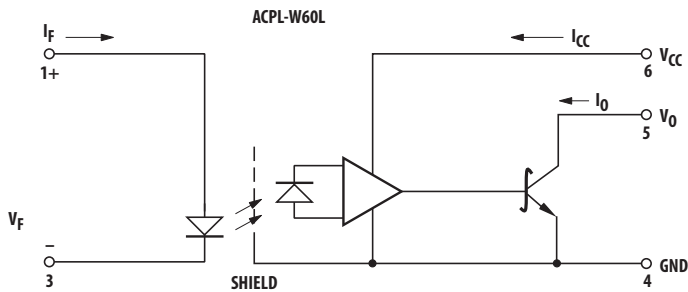 ACPL-W60L
IF
ICC
1+
VCC
6
IO
VO
5
VF
–
3
SHIELD
GND
4